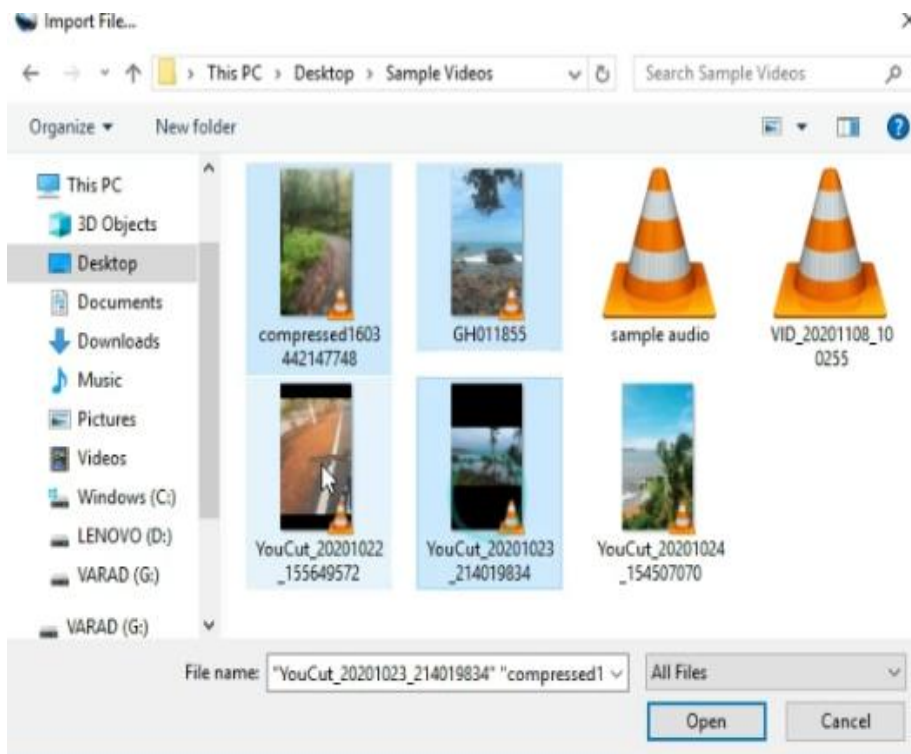 Import File...
This PC > Desktop > Sample Videos
Search Sample Videos
Organize
New folder
This PC
3D Objects
Desktop
Documents
Downloads
Music
Pictures
Videos
Windows (C:)
LENOVO (D:)
VARAD (G:)
VARAD (G:)
compressed1603
442147748
GH011855
sample audio
VID_20201108_10
0255
YouCut_20201022
_155649572
YouCut_20201023
_214019834
YouCut_20201024
_154507070
File name: "YouCut_20201023_214019834" "compressed1
All Files
Open
Cancel